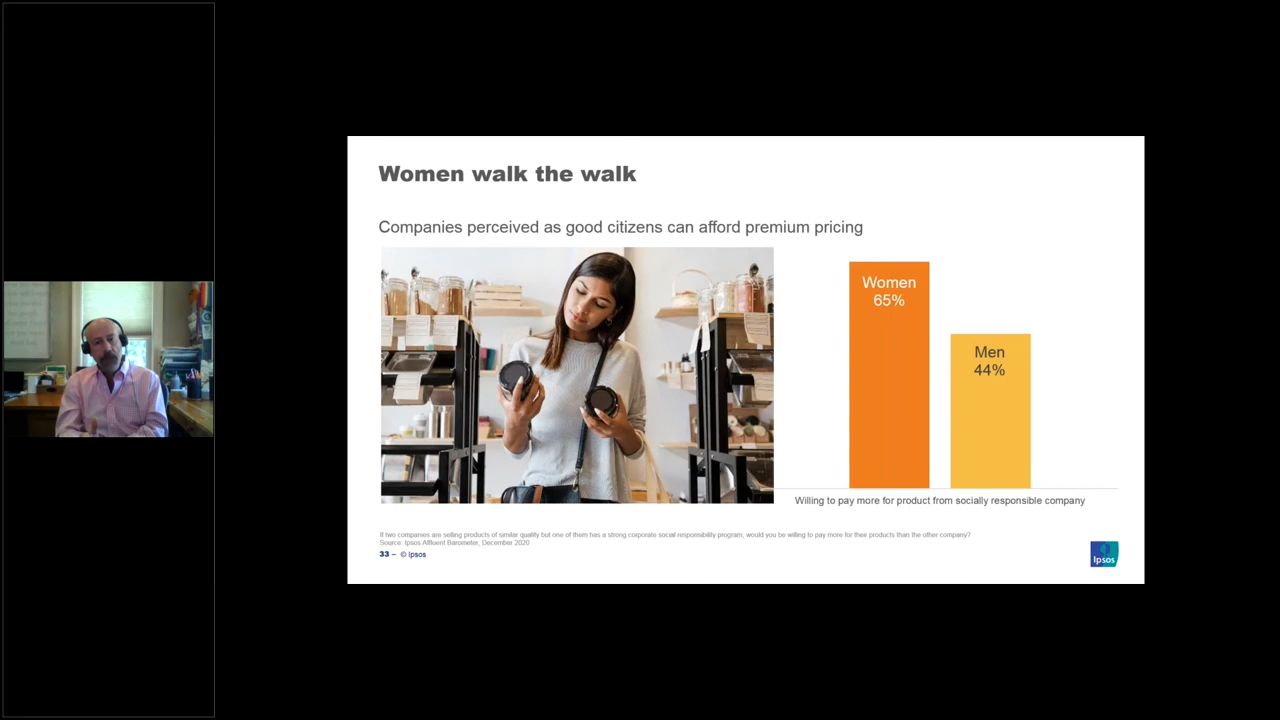 Women walk the walk
Companies perceived as good citizens can afford premium pricing
Women
65%
Men
44%
Willing to pay more for product from socially responsible company
If two companies are selling products of similar quality but one of them has a strong corporate social responsibility program, would you be willing to pay more for their products than the other company?
Source: Ipsos Affluent Barometer, December 2020
33 – © Ipsos
Ipsos